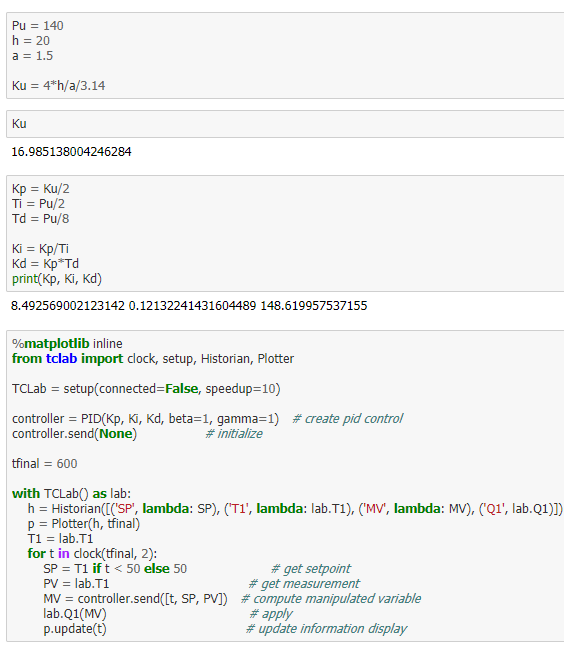 Pu = 140
h = 20
a = 1.5
Ku = 4*h/a/3.14
Ku
16.985138004246284
Kp = Ku/2
Ti = Pu/2
Td = Pu/8
Ki = Kp/Ti
Kd = Kp*Td
print(Kp, Ki, Kd)
8.492569002123142 0.12132241431604489 148.619957537155
%matplotlib inline
from tclab import clock, setup, Historian, Plotter
TCLab = setup(connected=False, speedup=10)
controller = PID(Kp, Ki, Kd, beta=1, gamma=1) # create pid control
controller.send(None) # initialize
tfinal = 600
with TCLab() as lab:
h = Historian([('SP', lambda: SP), ('T1', lambda: lab.T1), ('MV', lambda: MV), ('Q1', lab.Q1)])
p = Plotter(h, tfinal)
T1 = lab.T1
for t in clock(tfinal, 2):
SP = T1 if t < 50 else 50 # get setpoint
PV = lab.T1 # get measurement
MV = controller.send([t, SP, PV]) # compute manipulated variable
lab.Q1(MV) # apply
p.update(t) # update information display